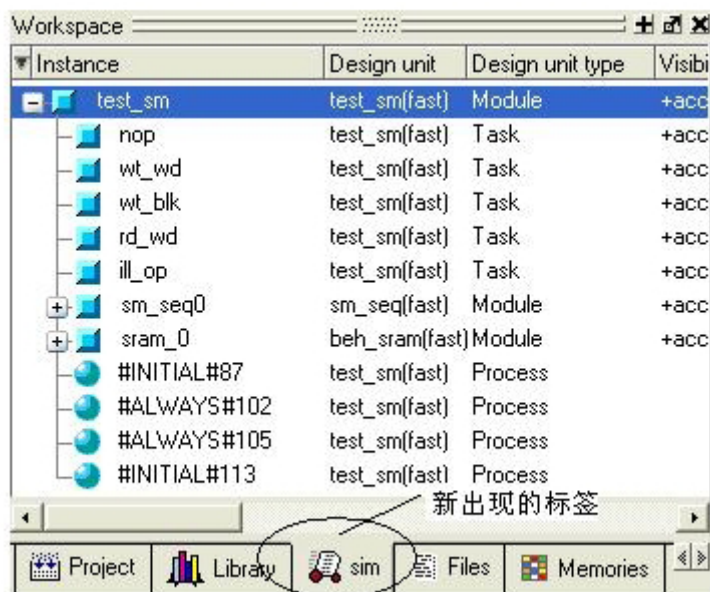 Workspace
Instance Design unit Design unit type Visibi
test_sm test_sm(fast) Module +acc
nop test_sm(fast) Task +acc
wt_wd test_sm(fast) Task +acc
wt_blk test_sm(fast) Task +acc
rd_wd test_sm(fast) Task +acc
ill_op test_sm(fast) Task +acc
sm_seq0 sm_seq(fast) Module +acc
sram_0 beh_sram(fast) Module +acc
#INITIAL#87 test_sm(fast) Process
#ALWAYS#102 test_sm(fast) Process
#ALWAYS#105 test_sm(fast) Process
#INITIAL#113 test_sm(fast) Process
新出现的标签
Project Library sim Files Memories